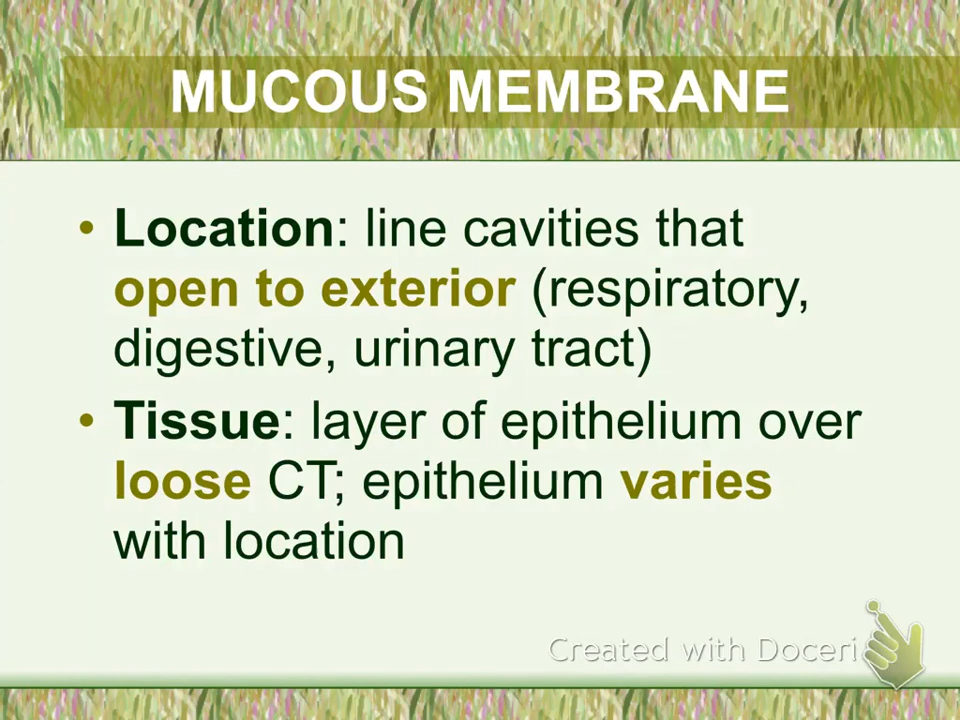 MUCOUS MEMBRANE
• Location: line cavities that
open to exterior (respiratory,
digestive, urinary tract)
• Tissue: layer of epithelium over
loose CT; epithelium varies
with location
Created with Doceri